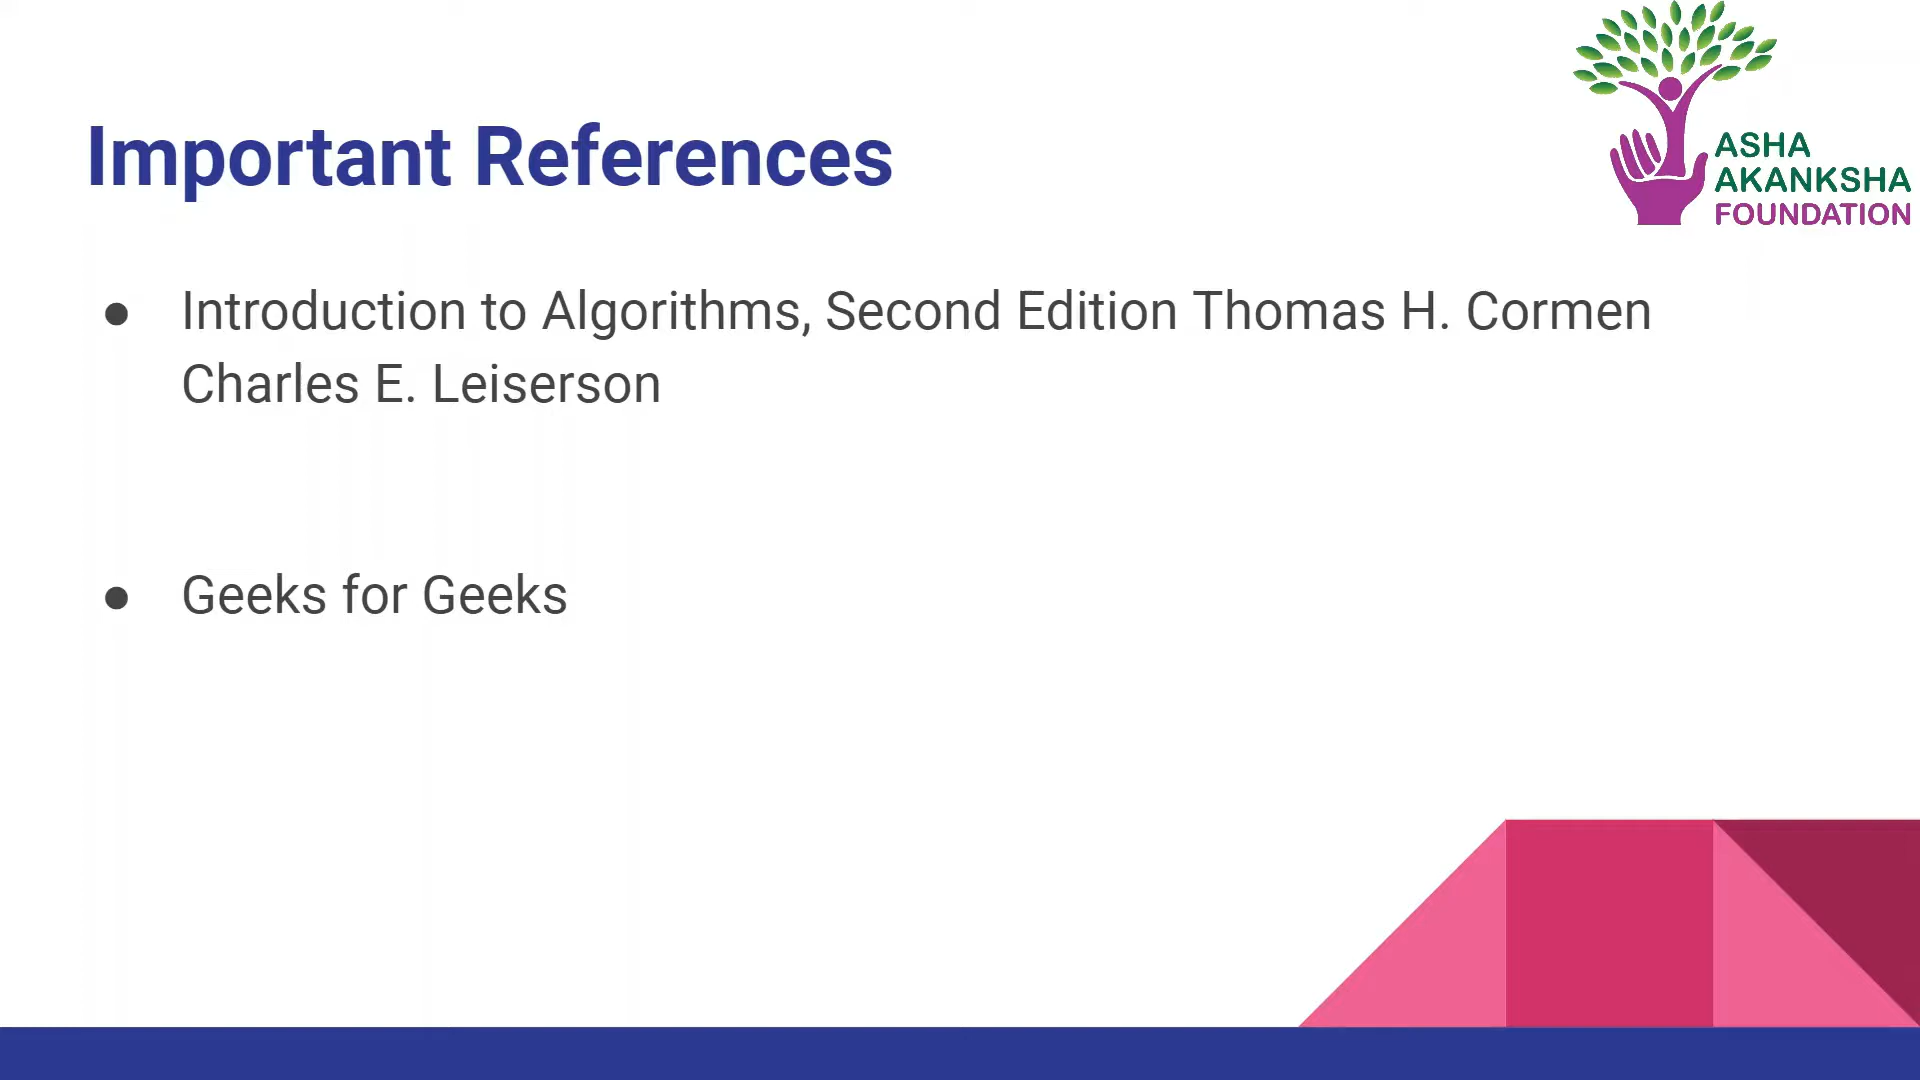 ASHA
AKANKSHA
FOUNDATION
Important References
● Introduction to Algorithms, Second Edition Thomas H. Cormen
Charles E. Leiserson
● Geeks for Geeks